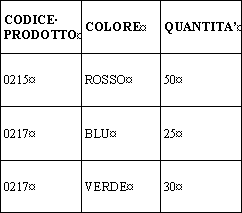 CODICE·
PRODOTTO¤ COLORE¤ QUANTITA'¤
0215¤ ROSSO¤ 50¤
0217¤ BLU¤ 25¤
0217¤ VERDE¤ 30¤